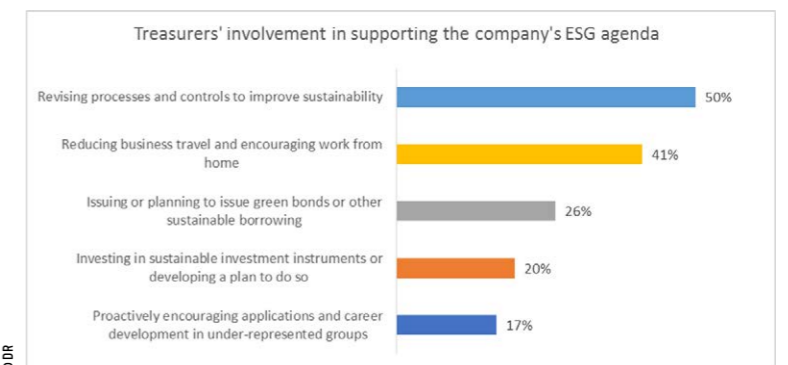 Treasurers' involvement in supporting the company's ESG agenda
Revising processes and controls to improve sustainability
50%
Reducing business travel and encouraging work from
home
41%
Issuing or planning to issue green bonds or other
sustainable borrowing
26%
Investing in sustainable investment instruments or
developing a plan to do so
20%
Proactively encouraging applications and career
development in under-represented groups
17%